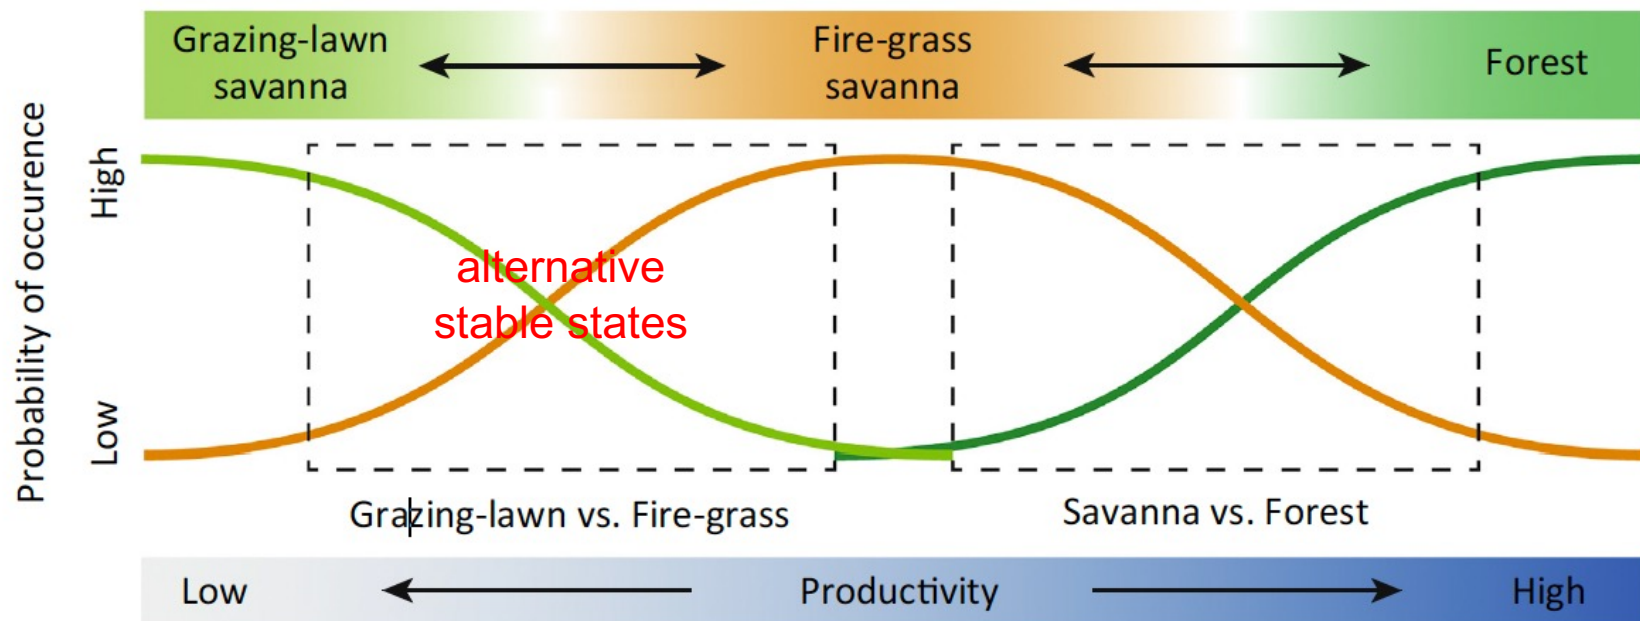 Grazing-lawn
savanna
Fire-grass
savanna
Forest
Probability of occurence
High
Low
alternative
stable states
Grazing-lawn vs. Fire-grass
Savanna vs. Forest
Low
Productivity
High